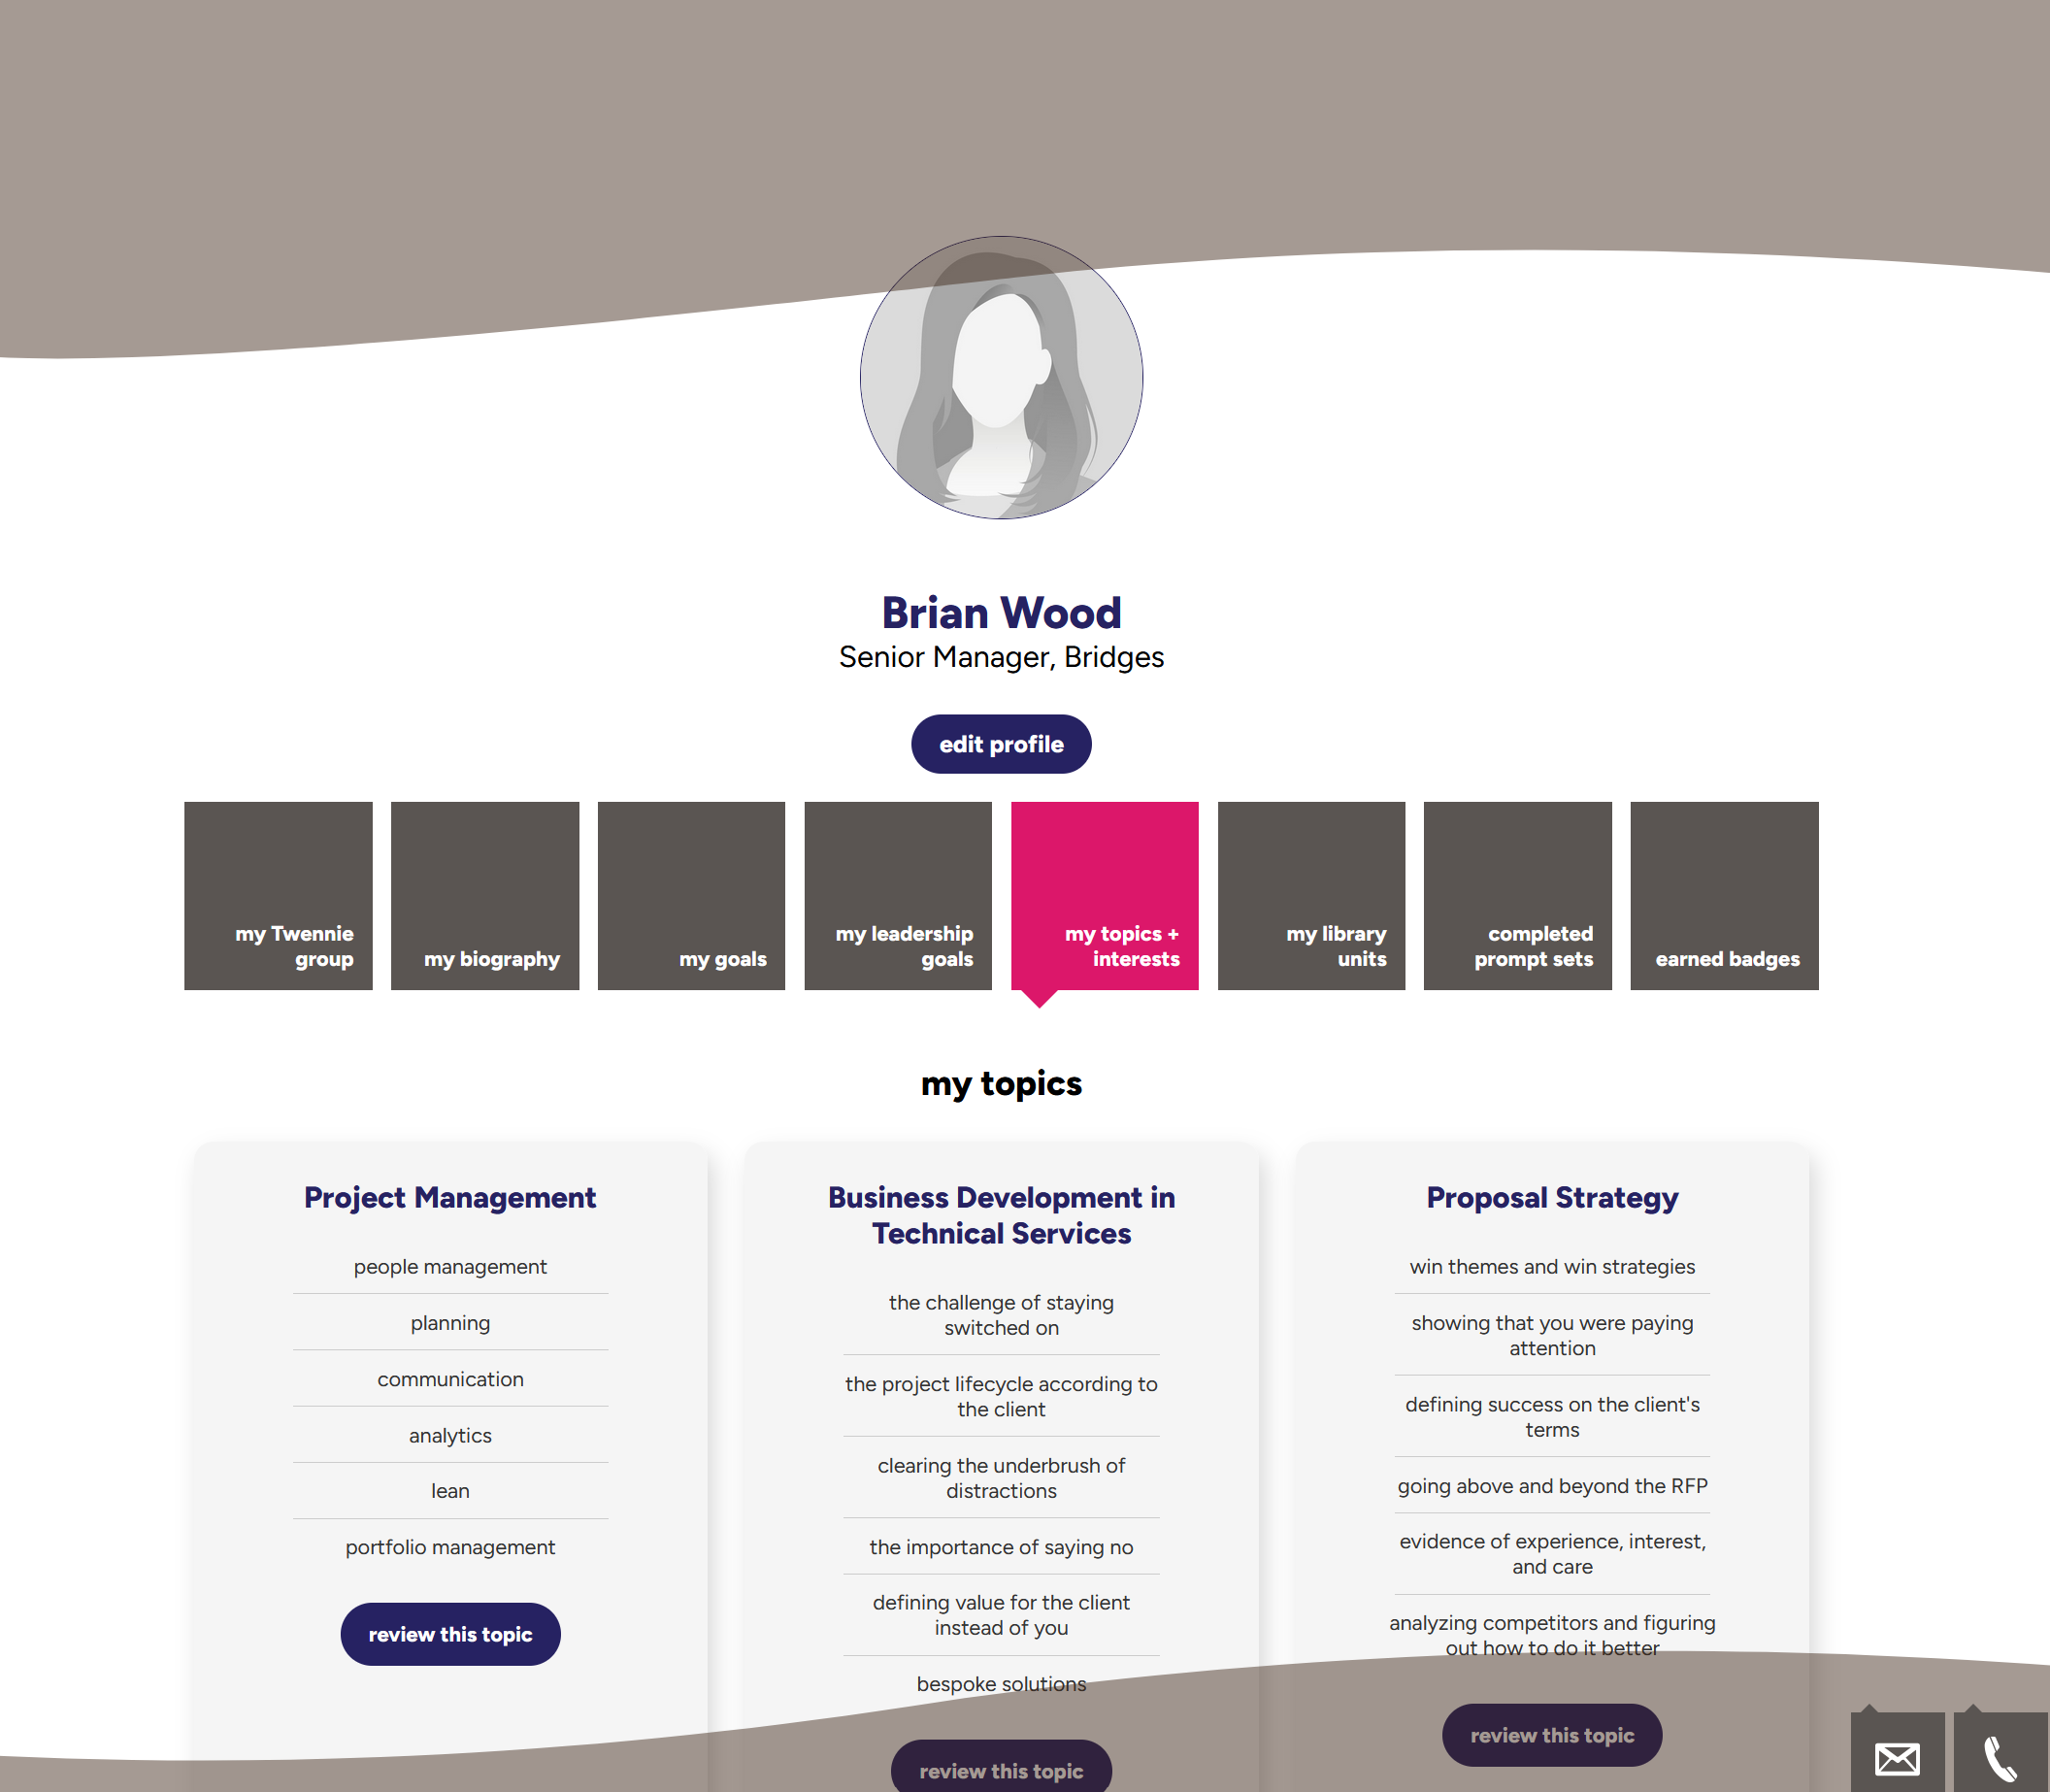 Brian Wood
Senior Manager, Bridges
edit profile
my Twennie
group
my biography
my goals
my leadership
goals
my topics +
interests
my library
units
completed
prompt sets
earned badges
my topics
Project Management
people management
planning
communication
analytics
lean
portfolio management
review this topic
Business Development in
Technical Services
the challenge of staying
switched on
the project lifecycle according to
the client
clearing the underbrush of
distractions
the importance of saying no
defining value for the client
instead of you
bespoke solutions
review this topic
Proposal Strategy
win themes and win strategies
showing that you were paying
attention
defining success on the client's
terms
going above and beyond the RFP
evidence of experience, interest,
and care
analyzing competitors and figuring
out how to do it better
review this topic